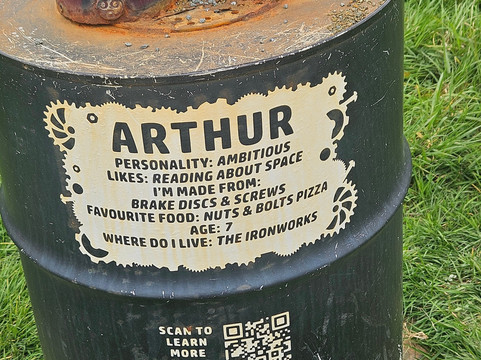 ARTHUR
PERSONALITY: AMBITIOUS
LIKES: READING ABOUT SPACE
I'M MADE FROM:
BRAKE DISCS & SCREWS
FAVOURITE FOOD: NUTS & BOLTS PIZZA
AGE: 7
WHERE DO I LIVE: THE IRONWORKS
SCAN TO
LEARN
MORE